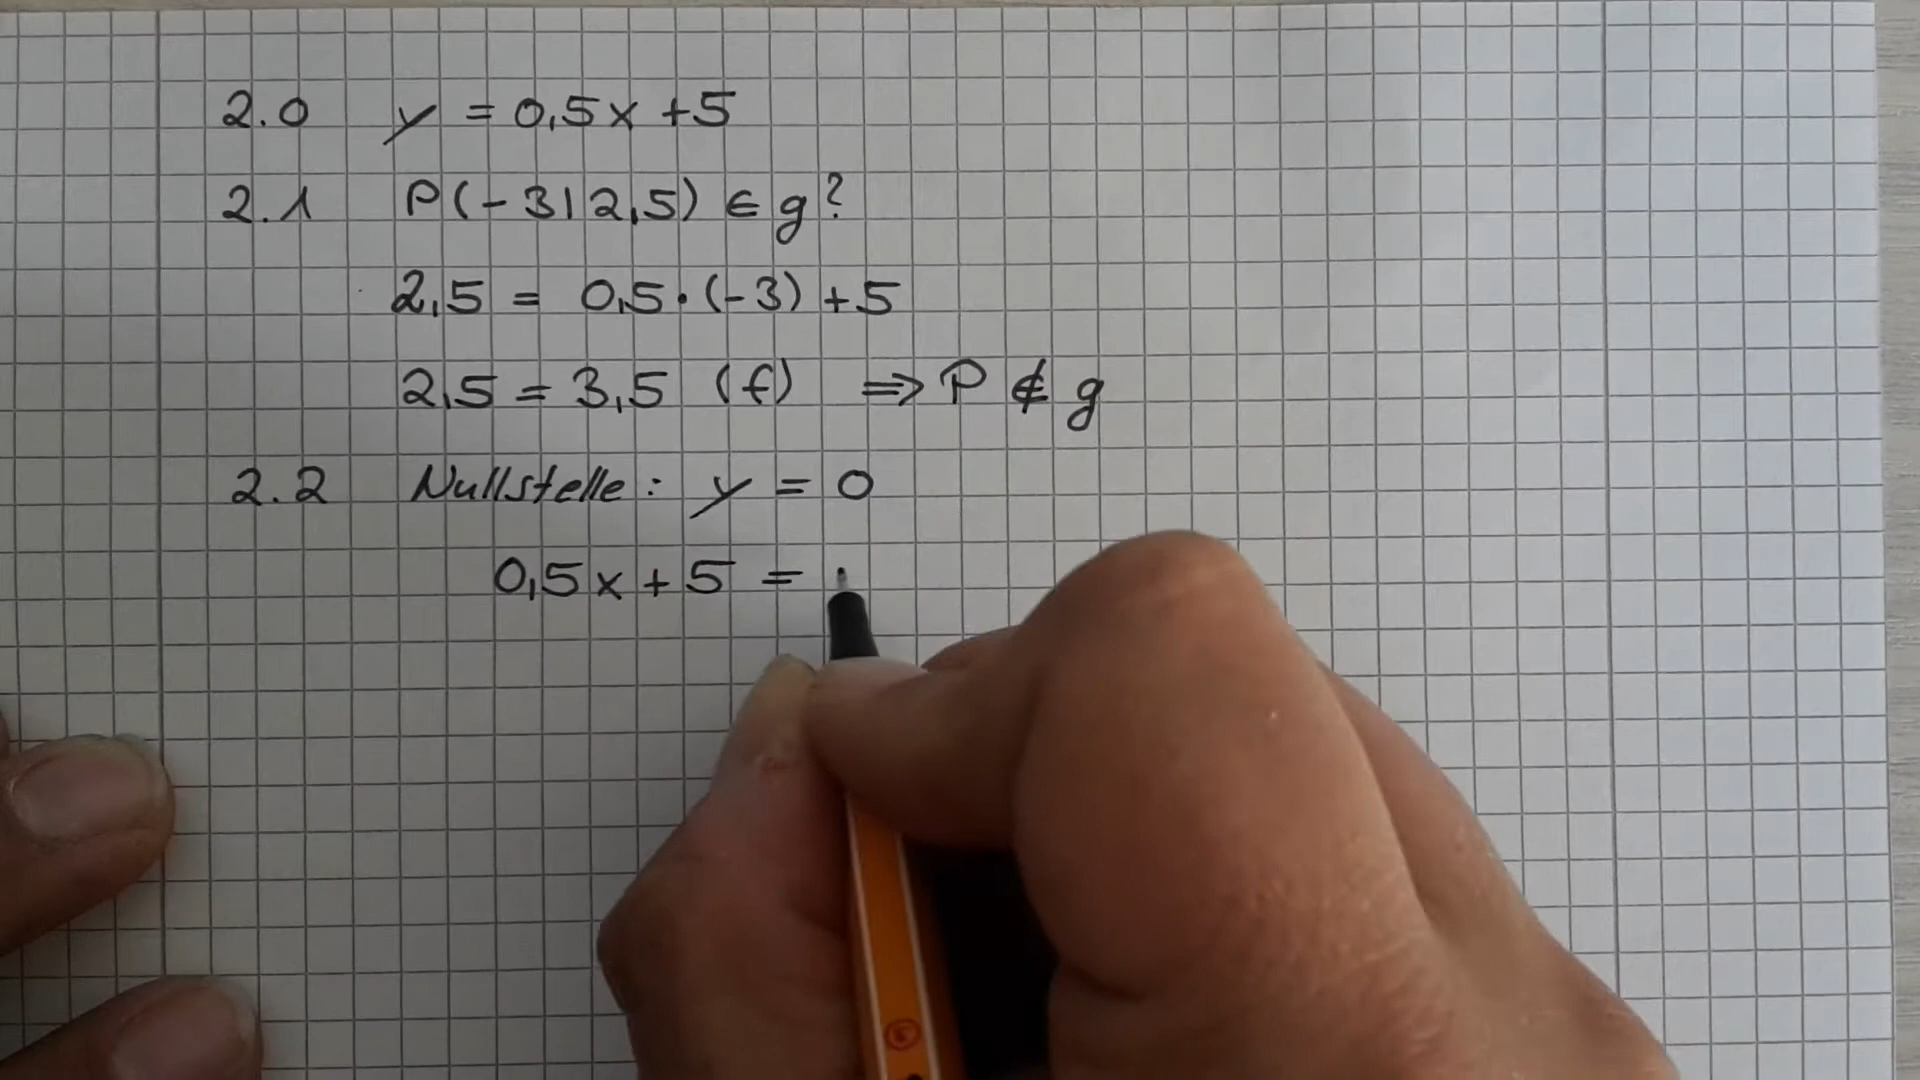 2.0 y = 0,5x + 5
2.1 P(-3|2,5) ∈ g?
2,5 = 0,5·(-3) + 5
2,5 = 3,5 (f) ⇒ P ∉ g
2.2 Nullstelle: y = 0
0,5x + 5 =